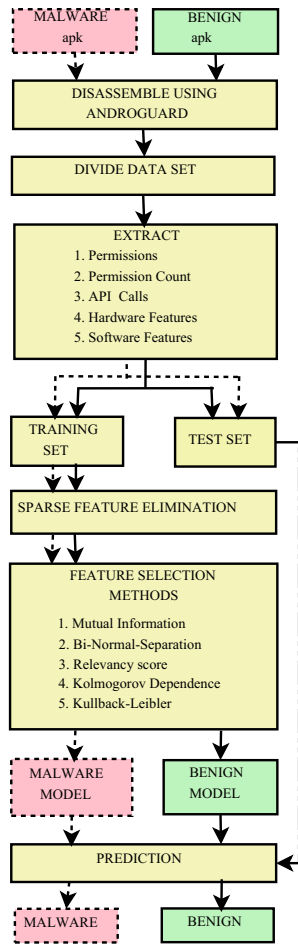 MALWARE
apk
BENIGN
apk
DISASSEMBLE USING
ANDROGUARD
DIVIDE DATA SET
EXTRACT
1. Permissions
2. Permission Count
3. API Calls
4. Hardware Features
5. Software Features
TRAINING
SET
TEST SET
SPARSE FEATURE ELIMINATION
FEATURE SELECTION
METHODS
1. Mutual Information
2. Bi-Normal-Separation
3. Relevancy score
4. Kolmogorov Dependence
5. Kullback-Leibler
MALWARE
MODEL
BENIGN
MODEL
PREDICTION
MALWARE
BENIGN